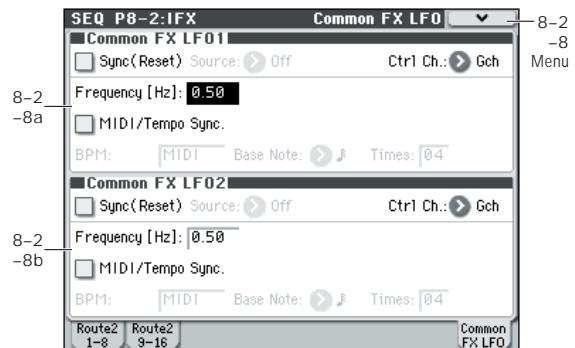 SEQ P8-2:IFX Common FX LFO
8-2
-8
Menu
Common FX LFO1
Sync(Reset) Source: Off Ctrl Ch.: Gch
8-2
-8a
Frequency [Hz]: 0.50
MIDI/Tempo Sync.
BPM: MIDI Base Note: Times: 04
Common FX LFO2
Sync(Reset) Source: Off Ctrl Ch.: Gch
8-2
-8b
Frequency [Hz]: 0.50
MIDI/Tempo Sync.
BPM: MIDI Base Note: Times: 04
Route2 1-8 Route2 9-16 Common FX LFO